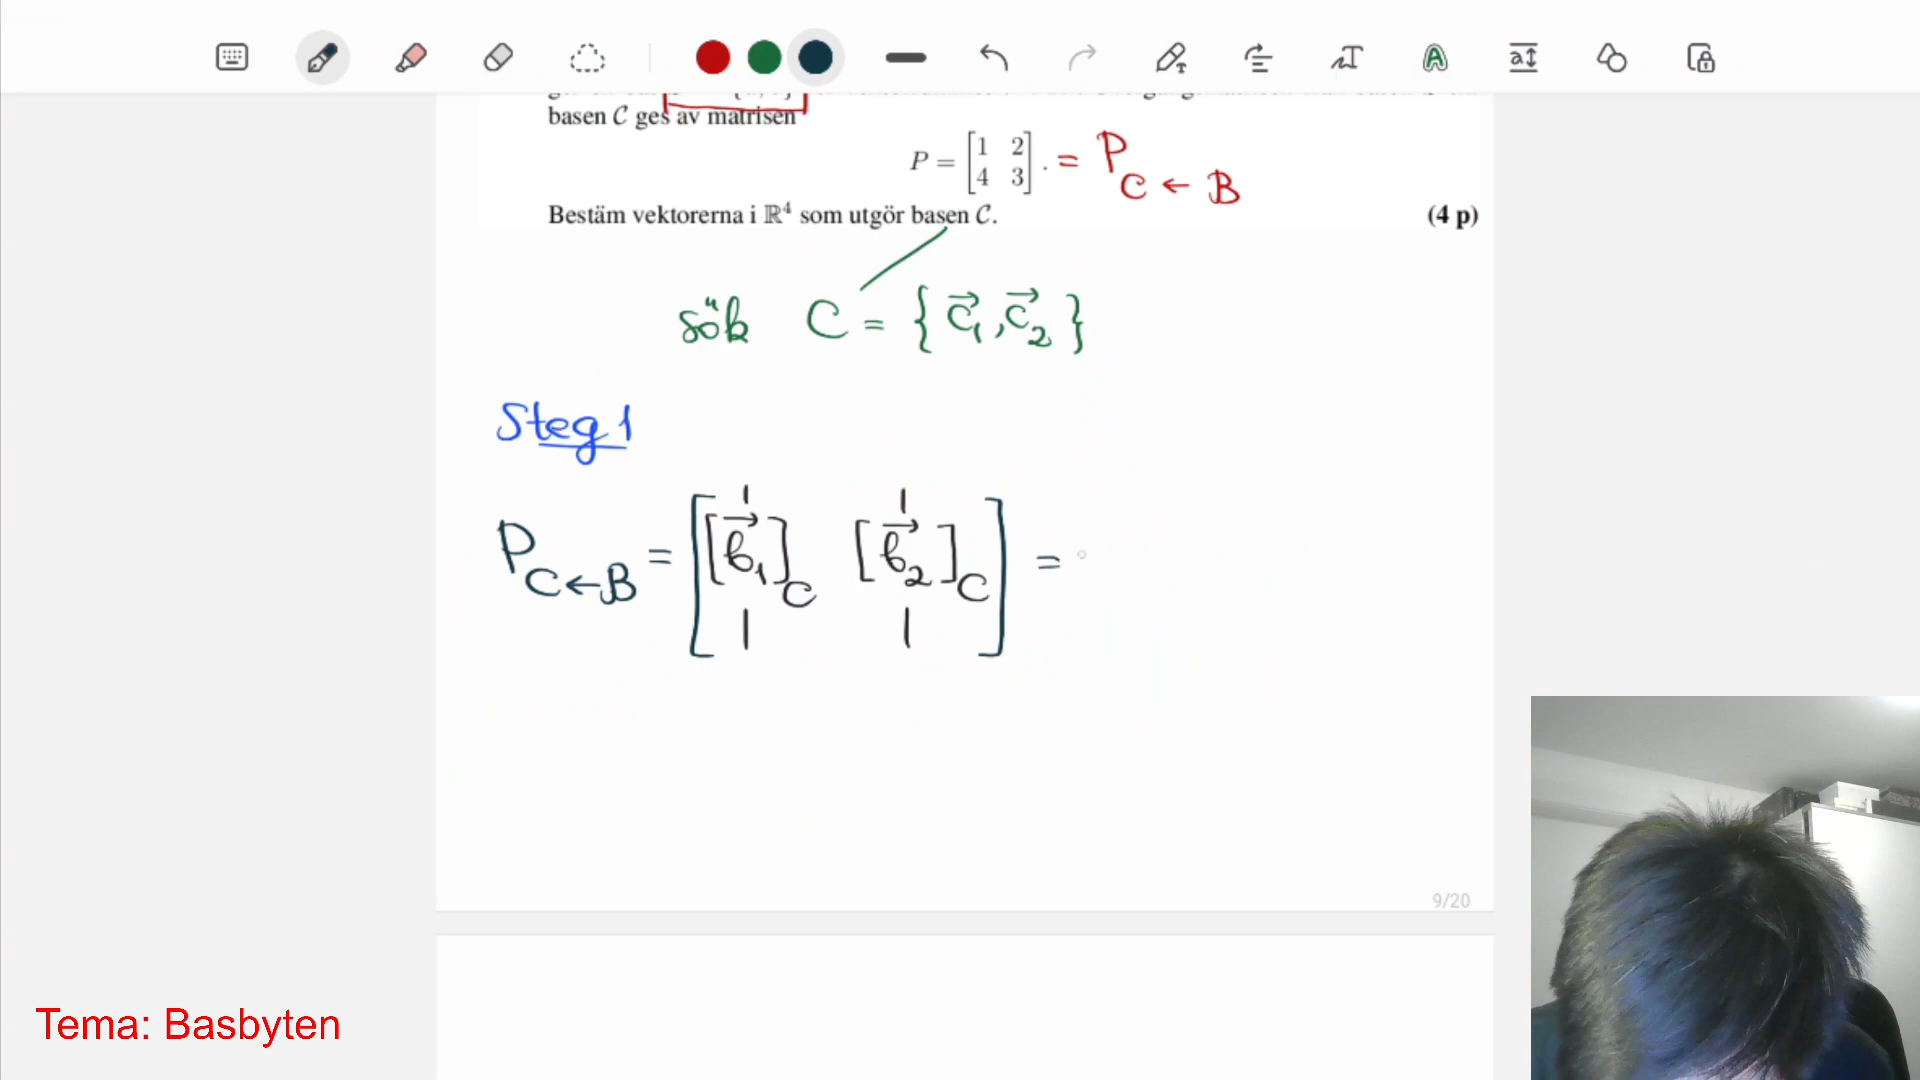 basen C ges av matrisen
P = [1 2; 4 3] . = P C ← B
Bestäm vektorerna i ℝ⁴ som utgör basen C. (4 p)
sök C = { c⃗₁, c⃗₂ }
Steg 1
P C←B = [ [b⃗₁]C [b⃗₂]C ] =
9/20
Tema: Basbyten